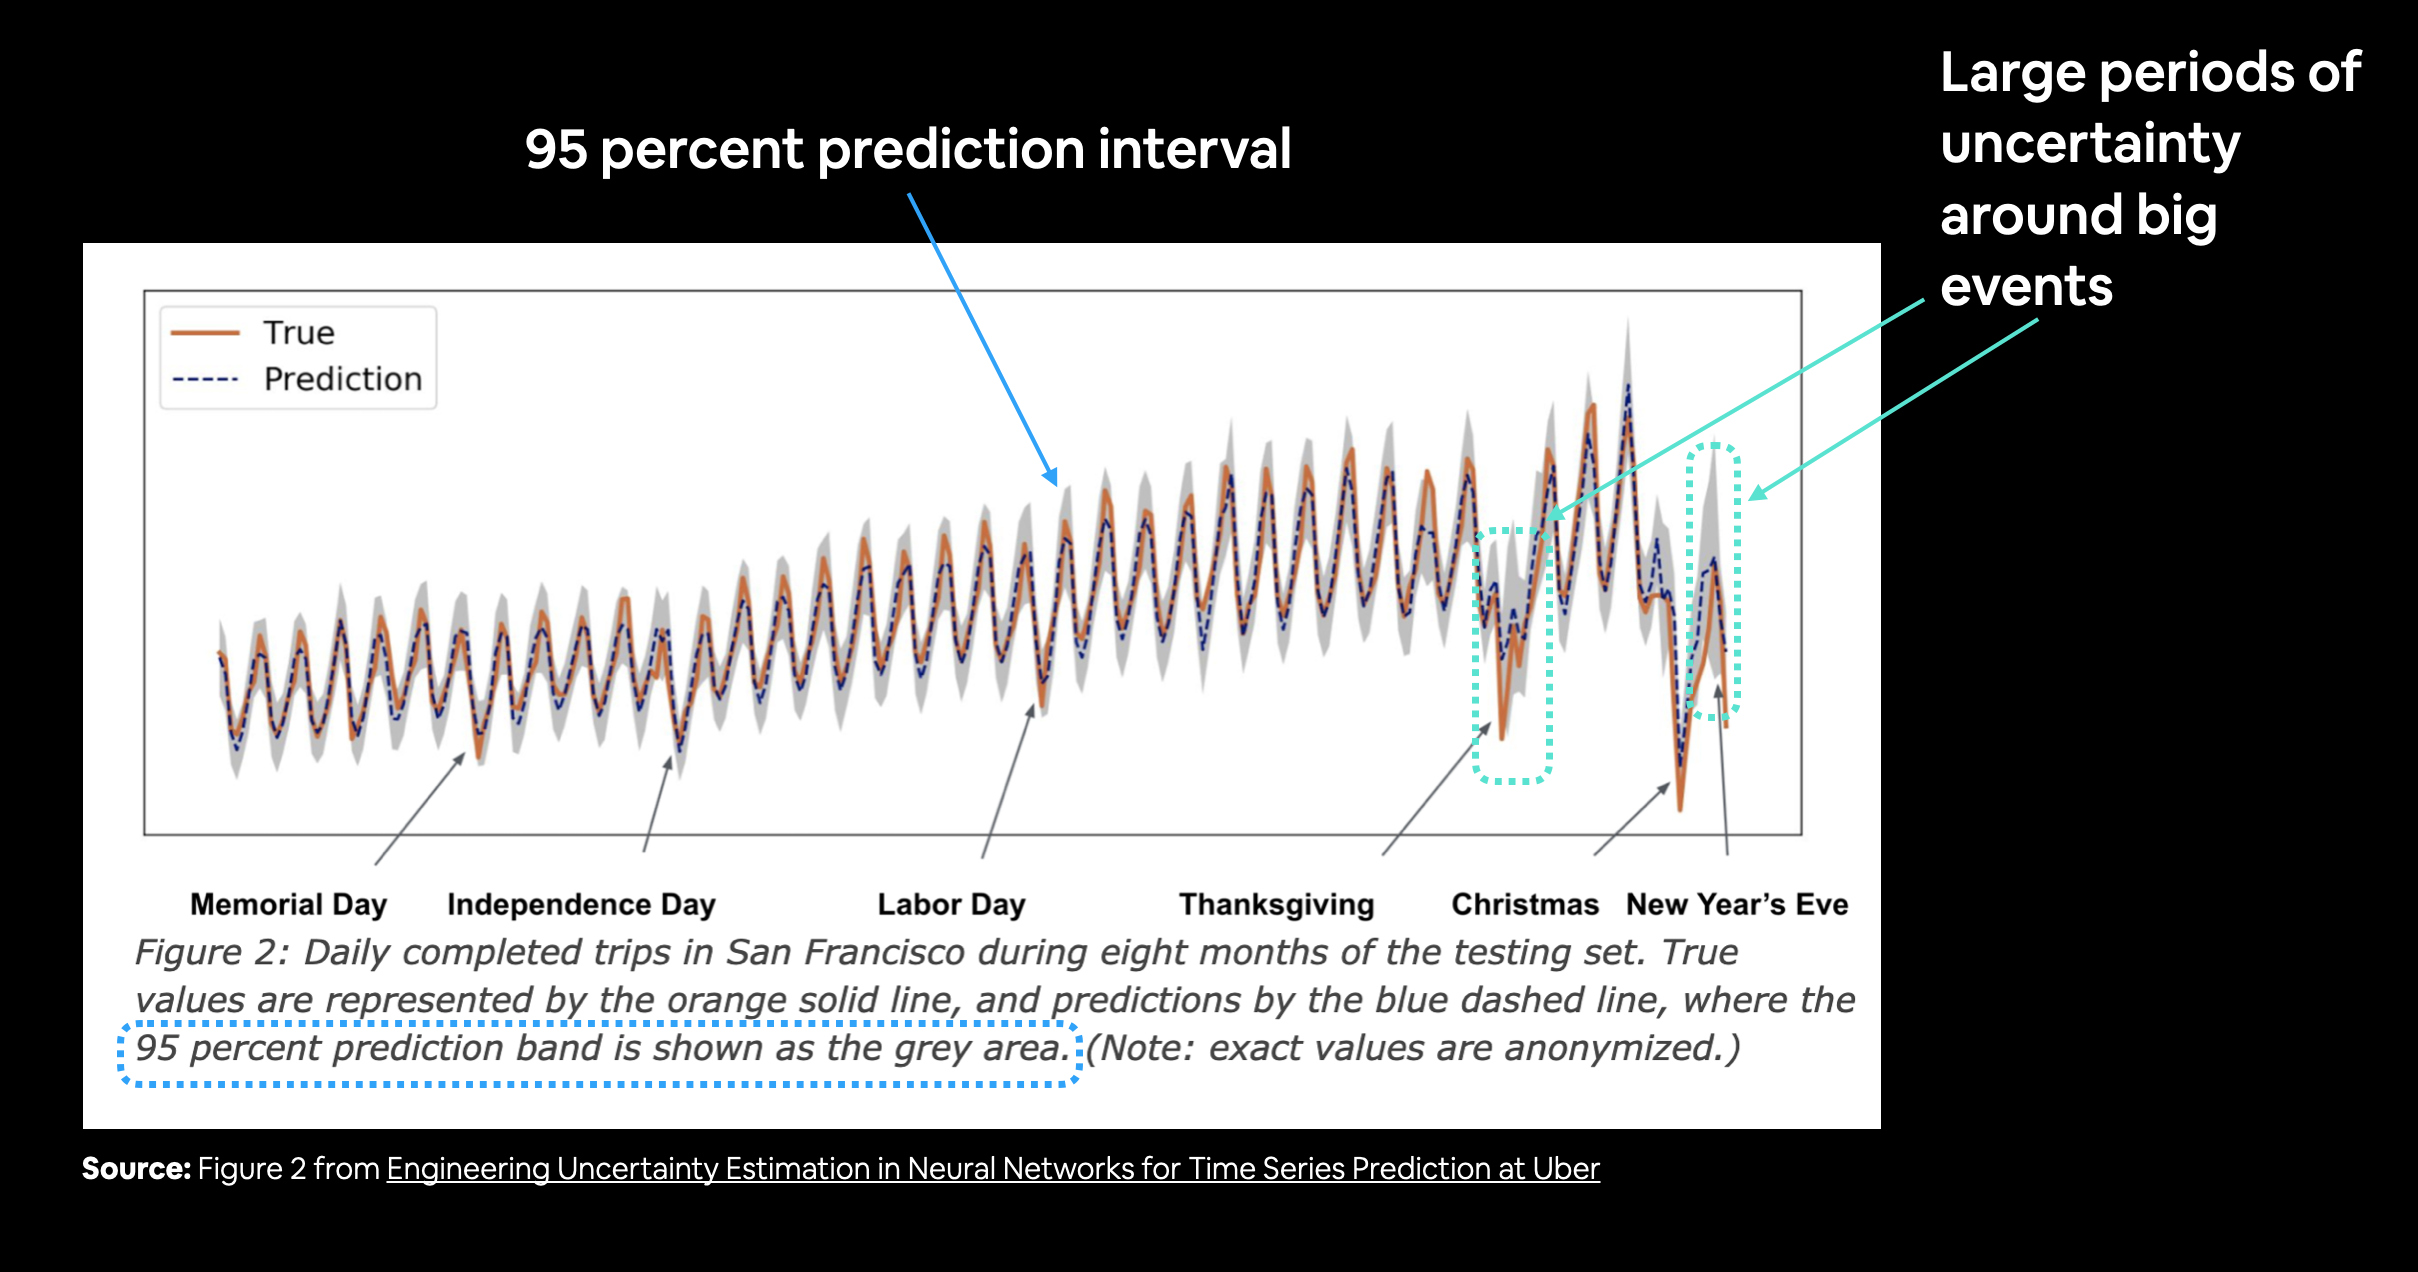 Large periods of
uncertainty
around big
events
95 percent prediction interval
True
Prediction
Memorial Day
Independence Day
Labor Day
Thanksgiving
Christmas
New Year’s Eve
Figure 2: Daily completed trips in San Francisco during eight months of the testing set. True
values are represented by the orange solid line, and predictions by the blue dashed line, where the
95 percent prediction band is shown as the grey area. (Note: exact values are anonymized.)
Source: Figure 2 from Engineering Uncertainty Estimation in Neural Networks for Time Series Prediction at Uber